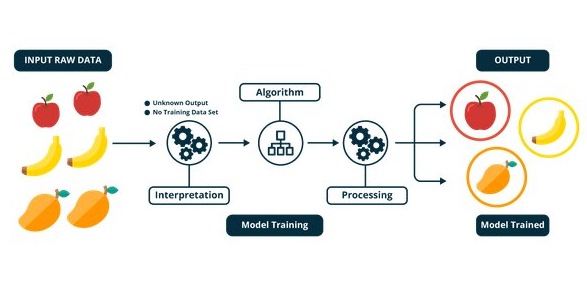 INPUT RAW DATA
Unknown Output
No Training Data Set
Interpretation
Algorithm
Model Training
Processing
OUTPUT
Model Trained